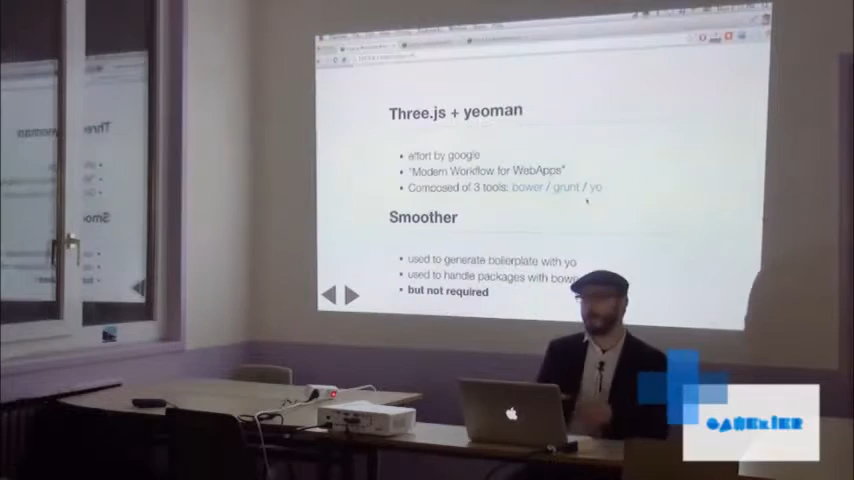 Three.js + yeoman
• effort by google
• "Modern Workflow for WebApps"
• Composed of 3 tools: bower / grunt / yo
Smoother
• used to generate boilerplate with yo
• used to handle packages with bower
• but not required